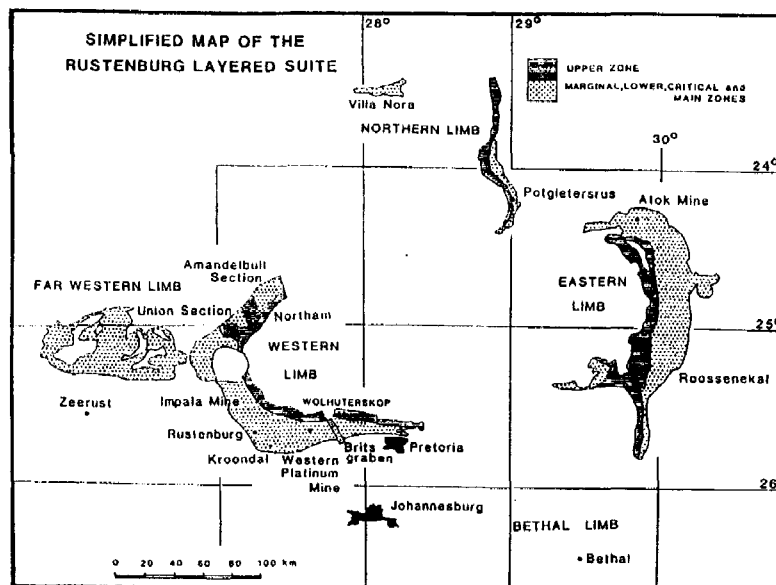 28°
29°
SIMPLIFIED MAP OF THE
RUSTENBURG LAYERED SUITE
UPPER ZONE
MARGINAL, LOWER, CRITICAL and
MAIN ZONES
Villa Nora
NORTHERN LIMB
30°
24°
Potgietersrus
Atok Mine
Amandelbult
Section
FAR WESTERN LIMB
Union Section
Northam
EASTERN
LIMB
25°
WESTERN
LIMB
Zeerust
Impala Mine
WOLHUTERSKOP
Roossenekal
Rustenburg
Kroondal
Western
Platinum
Mine
Brits
graben
Pretoria
26°
Johannesburg
BETHAL LIMB
Bethal
0 20 40 60 80 100 km